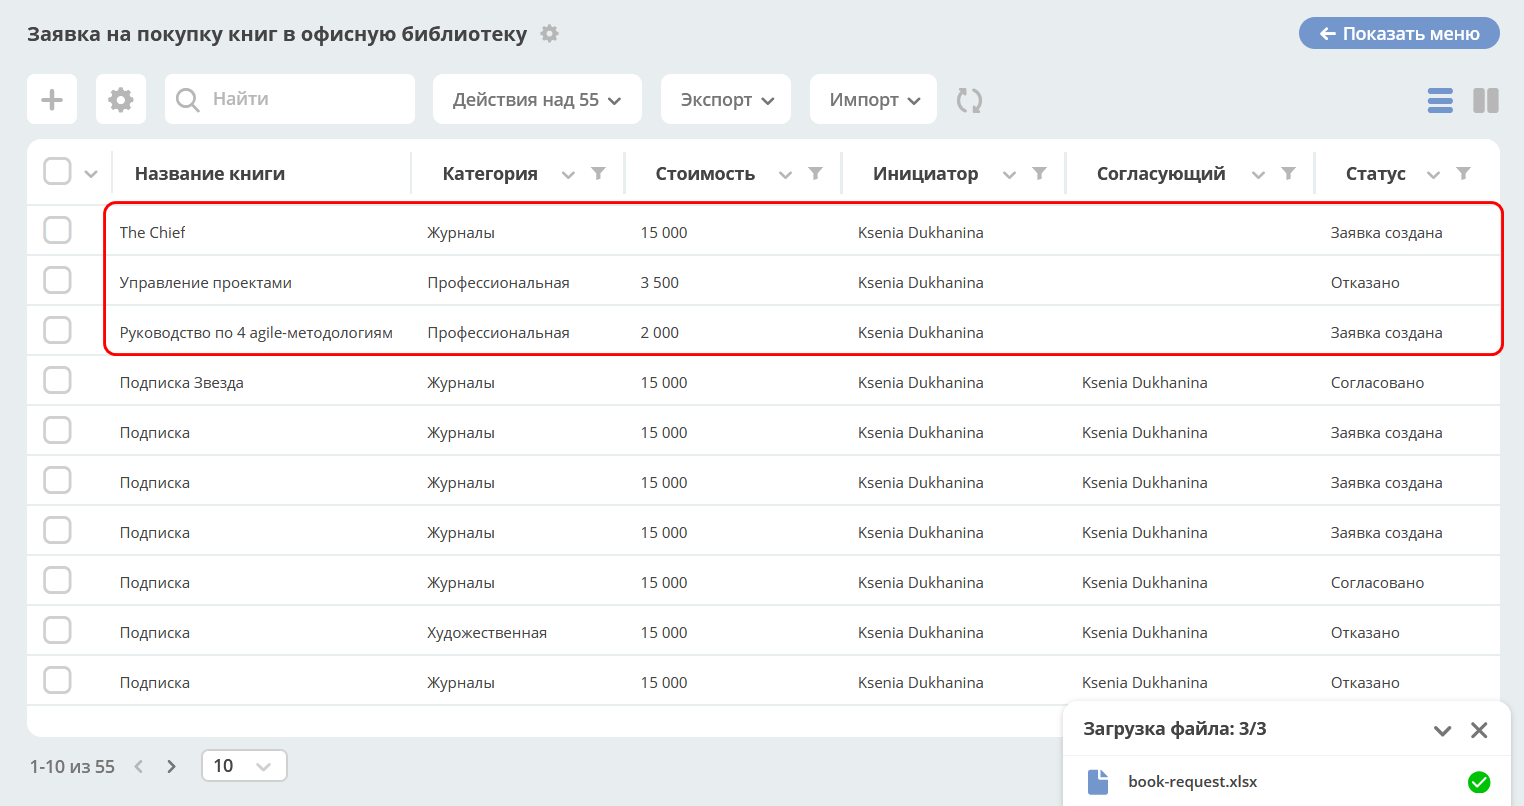 Заявка на покупку книг в офисную библиотеку
Показать меню
Найти
Действия над 55
Экспорт
Импорт
Название книги Категория Стоимость Инициатор Согласующий Статус
The Chief Журналы 15 000 Ksenia Dukhanina Заявка создана
Управление проектами Профессиональная 3 500 Ksenia Dukhanina Отказано
Руководство по 4 agile-методологиям Профессиональная 2 000 Ksenia Dukhanina Заявка создана
Подписка Звезда Журналы 15 000 Ksenia Dukhanina Ksenia Dukhanina Согласовано
Подписка Журналы 15 000 Ksenia Dukhanina Ksenia Dukhanina Заявка создана
Подписка Журналы 15 000 Ksenia Dukhanina Ksenia Dukhanina Заявка создана
Подписка Журналы 15 000 Ksenia Dukhanina Ksenia Dukhanina Заявка создана
Подписка Журналы 15 000 Ksenia Dukhanina Ksenia Dukhanina Согласовано
Подписка Художественная 15 000 Ksenia Dukhanina Ksenia Dukhanina Отказано
Подписка Журналы 15 000 Ksenia Dukhanina Ksenia Dukhanina Отказано
Загрузка файла: 3/3
1-10 из 55
10
book-request.xlsx